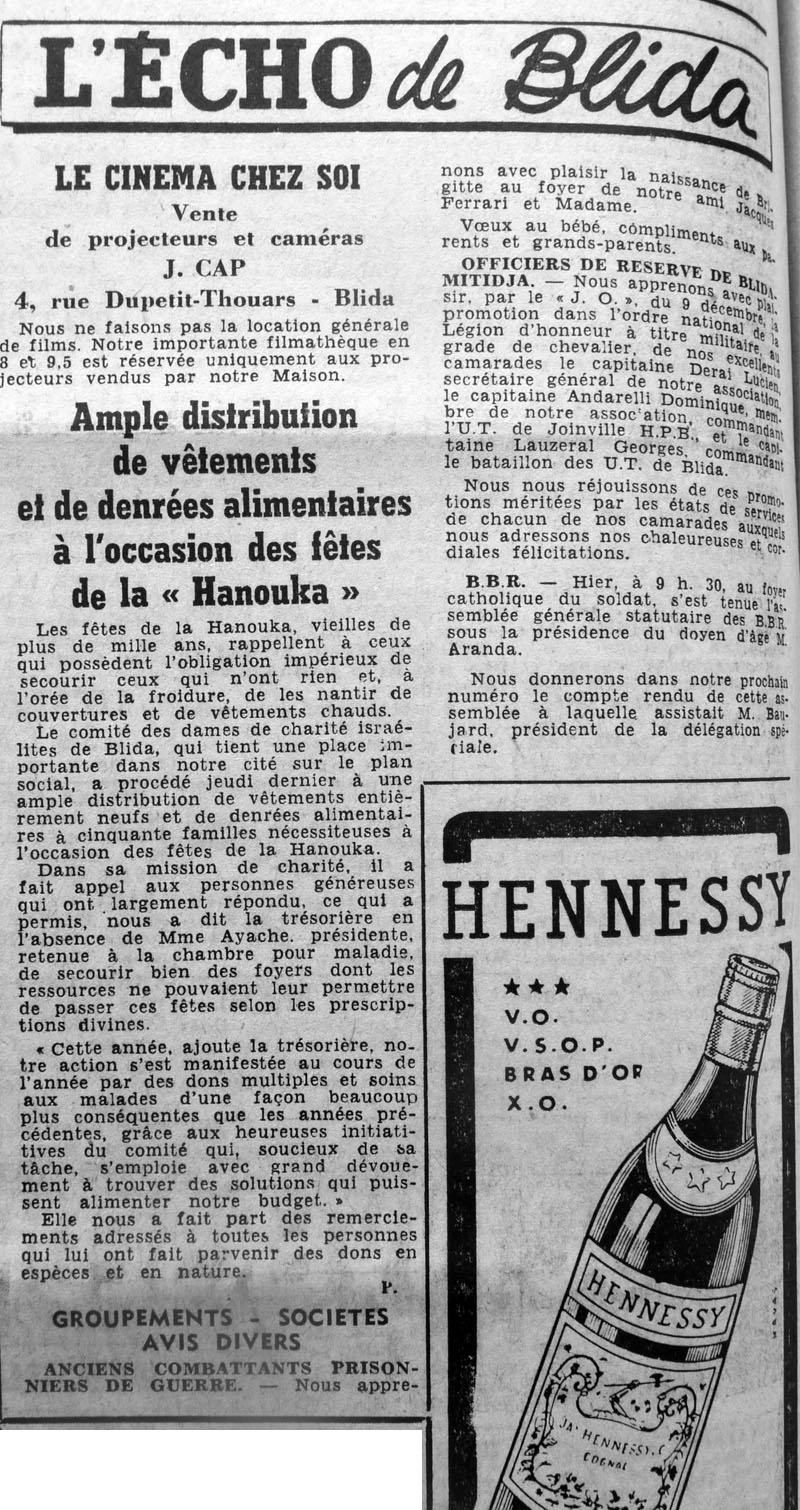 L'ÉCHO de Blida
LE CINEMA CHEZ SOI
Vente
de projecteurs et caméras
J. CAP
4, rue Dupetit-Thouars - Blida
Nous ne faisons pas la location générale
de films. Notre importante filmathèque en
8 et 9,5 est réservée uniquement aux pro-
jecteurs vendus par notre Maison.
Ample distribution
de vêtements
et de denrées alimentaires
à l'occasion des fêtes
de la « Hanouka »
Les fêtes de la Hanouka, vieilles de
plus de mille ans, rappellent à ceux
qui possèdent l'obligation impérieux de
secourir ceux qui n'ont rien et, à
l'orée de la froidure, de les nantir de
couvertures et de vêtements chauds.
Le comité des dames de charité israé-
lites de Blida, qui tient une place im-
portante dans notre cité sur le plan
social, a procédé jeudi dernier à une
ample distribution de vêtements entiè-
rement neufs et de denrées alimentai-
res à cinquante familles nécessiteuses à
l'occasion des fêtes de la Hanouka.
Dans sa mission de charité, il a
fait appel aux personnes généreuses
qui ont largement répondu, ce qui a
permis, nous a dit la trésorière en
l'absence de Mme Ayache. présidente,
retenue à la chambre pour maladie,
de secourir bien des foyers dont les
ressources ne pouvaient leur permettre
de passer ces fêtes selon les prescrip-
tions divines.
« Cette année, ajoute la trésorière, no-
tre action s'est manifestée au cours de
l'année par des dons multiples et soins
aux malades d'une façon beaucoup
plus conséquentes que les années pré-
cédentes, grâce aux heureuses initiati-
tives du comité qui, soucieux de sa
tâche, s'emploie avec grand dévoue-
ment à trouver des solutions qui puis-
sent alimenter notre budget. »
Elle nous a fait part des remercie-
ments adressés à toutes les personnes
qui lui ont fait parvenir des dons en
espèces et en nature.
P.
GROUPEMENTS - SOCIETES
AVIS DIVERS
ANCIENS COMBATTANTS PRISON-
NIERS DE GUERRE. — Nous appre-
nons avec plaisir la naissance de Bri-
gitte au foyer de notre ami Jacques
Ferrari et Madame.
Vœux au bébé, compliments aux pa-
rents et grands-parents.
OFFICIERS DE RESERVE DE BLIDA
MITIDJA. — Nous apprenons avec plai-
sir, par le « J. O. », du 9 décembre, la
promotion dans l'ordre national de la
Légion d'honneur à titre militaire, au
grade de chevalier, de nos excellents
camarades le capitaine Derai Lucien,
secrétaire général de notre association,
le capitaine Andarelli Dominique, mem-
bre de notre association, commandant
l'U.T. de Joinville H.P.B., et le capi-
taine Lauzeral Georges, commandant
le bataillon des U.T. de Blida.
Nous nous réjouissons de ces promo-
tions méritées par les états de services
de chacun de nos camarades auxquels
nous adressons nos chaleureuses et cor-
diales félicitations.
B.B.R. — Hier, à 9 h. 30, au foyer
catholique du soldat, s'est tenue l'as-
semblée générale statutaire des B.B.R.
sous la présidence du doyen d'âge M.
Aranda.
Nous donnerons dans notre prochain
numéro le compte rendu de cette as-
semblée à laquelle assistait M. Bau-
jard, président de la délégation spé-
ciale.
HENNESSY
★ ★ ★
V.O.
V.S.O.P.
BRAS D'OR
X.O.
HENNESSY
JAs HENNESSY. C
COGNAC